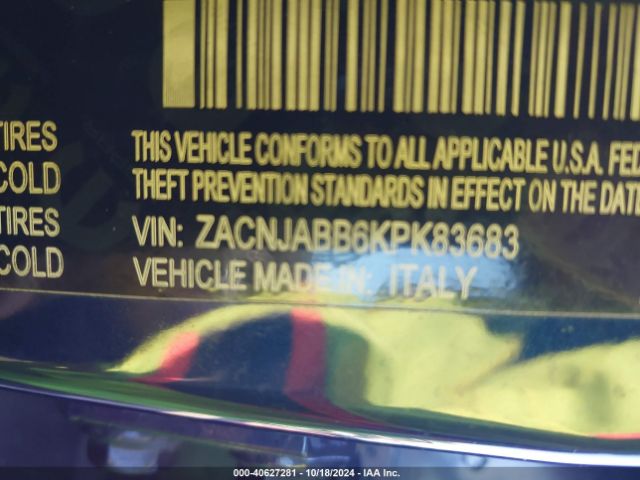 TIRES
COLD
TIRES
COLD
THIS VEHICLE CONFORMS TO ALL APPLICABLE U.S.A. FED
THEFT PREVENTION STANDARDS IN EFFECT ON THE DATE
VIN: ZACNJABB6KPK83683
VEHICLE MADE IN: ITALY
000-40627281 - 10/18/2024 - IAA Inc.